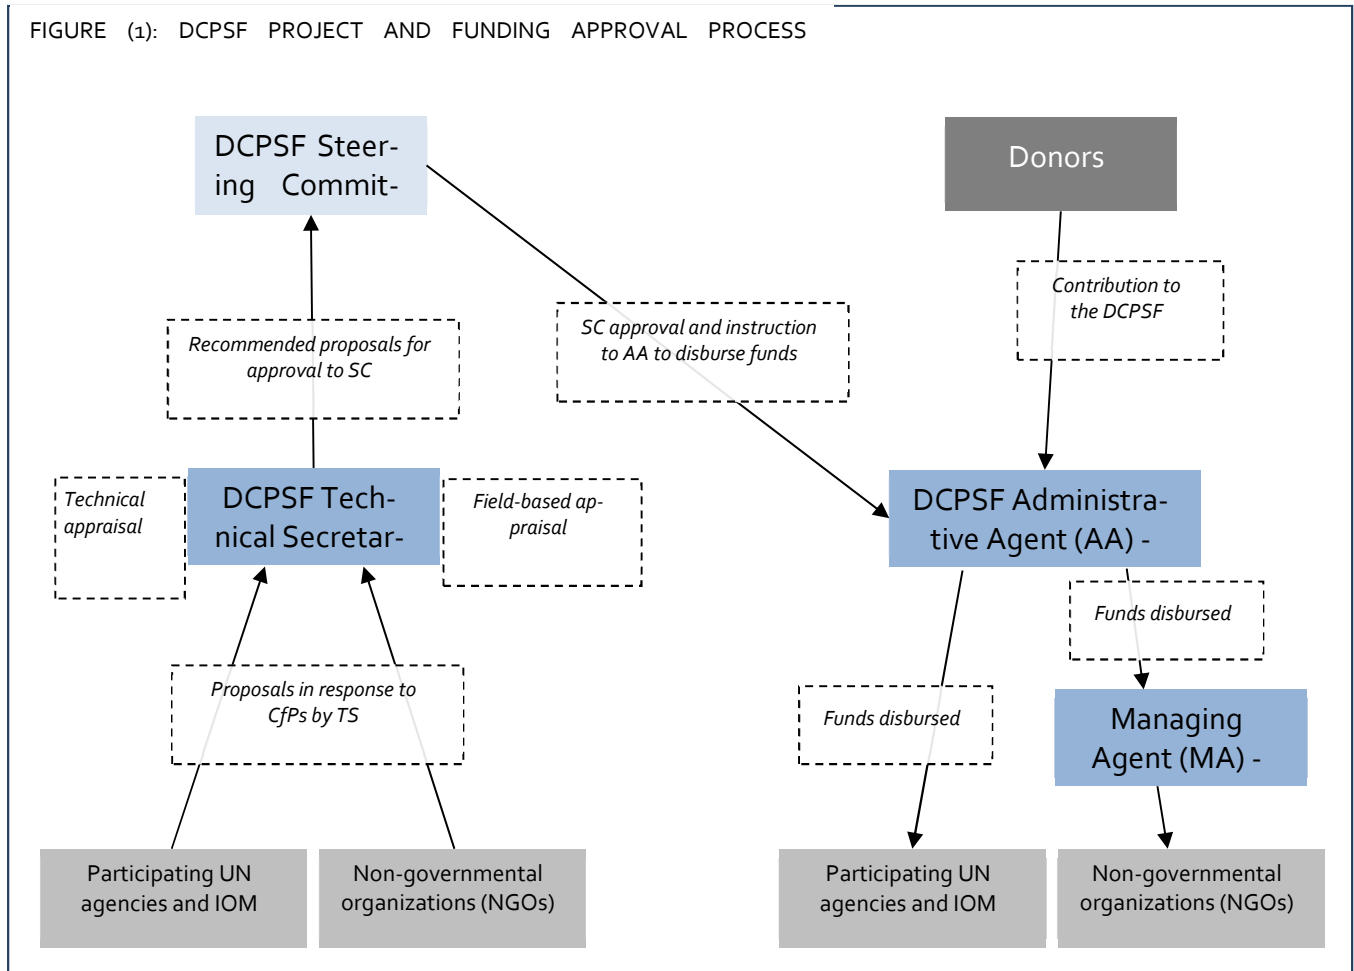 FIGURE (1): DCPSF PROJECT AND FUNDING APPROVAL PROCESS
DCPSF Steer-
ing Commit-
Donors
Contribution to
the DCPSF
SC approval and instruction
to AA to disburse funds
Recommended proposals for
approval to SC
Technical
appraisal
DCPSF Tech-
nical Secretar-
Field-based ap-
praisal
DCPSF Administra-
tive Agent (AA) -
Funds disbursed
Proposals in response to
CfPs by TS
Funds disbursed
Managing
Agent (MA) -
Participating UN
agencies and IOM
Non-governmental
organizations (NGOs)
Participating UN
agencies and IOM
Non-governmental
organizations (NGOs)